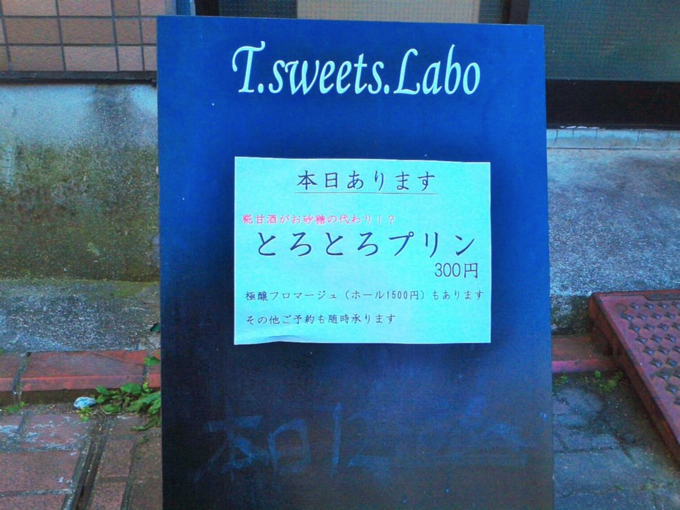 T.sweets.Labo
本日あります
糀甘酒がお砂糖の代わり!?
とろとろプリン
300円
極醸フロマージュ(ホール1500円)もあります
その他ご予約も随時承ります
本日